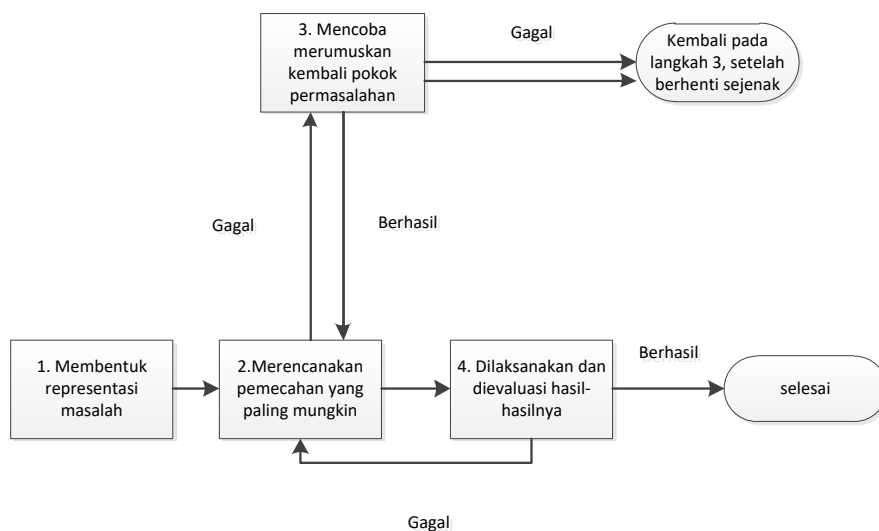 3. Mencoba
merumuskan
kembali pokok
permasalahan
Gagal
Kembali pada
langkah 3, setelah
berhenti sejenak
Gagal
Berhasil
1. Membentuk
representasi
masalah
2.Merencanakan
pemecahan yang
paling mungkin
4. Dilaksanakan dan
dievaluasi hasil-
hasilnya
Berhasil
selesai
Gagal